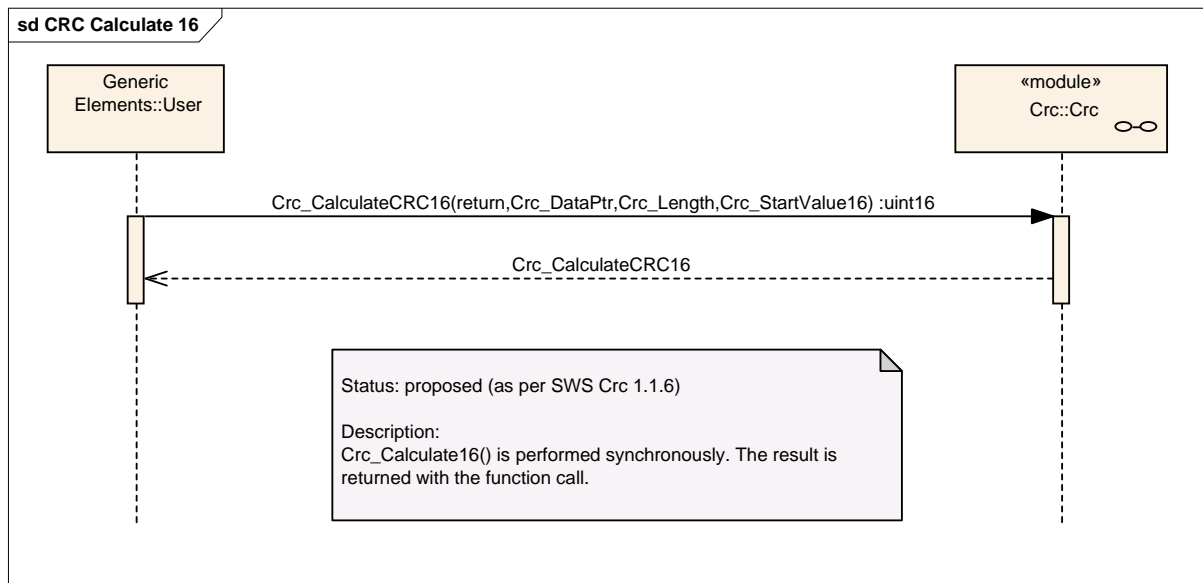 sd CRC Calculate 16
Generic
Elements::User
«module»
Crc::Crc
Crc_CalculateCRC16(return,Crc_DataPtr,Crc_Length,Crc_StartValue16) :uint16
Crc_CalculateCRC16
Status: proposed (as per SWS Crc 1.1.6)
Description:
Crc_Calculate16() is performed synchronously. The result is
returned with the function call.